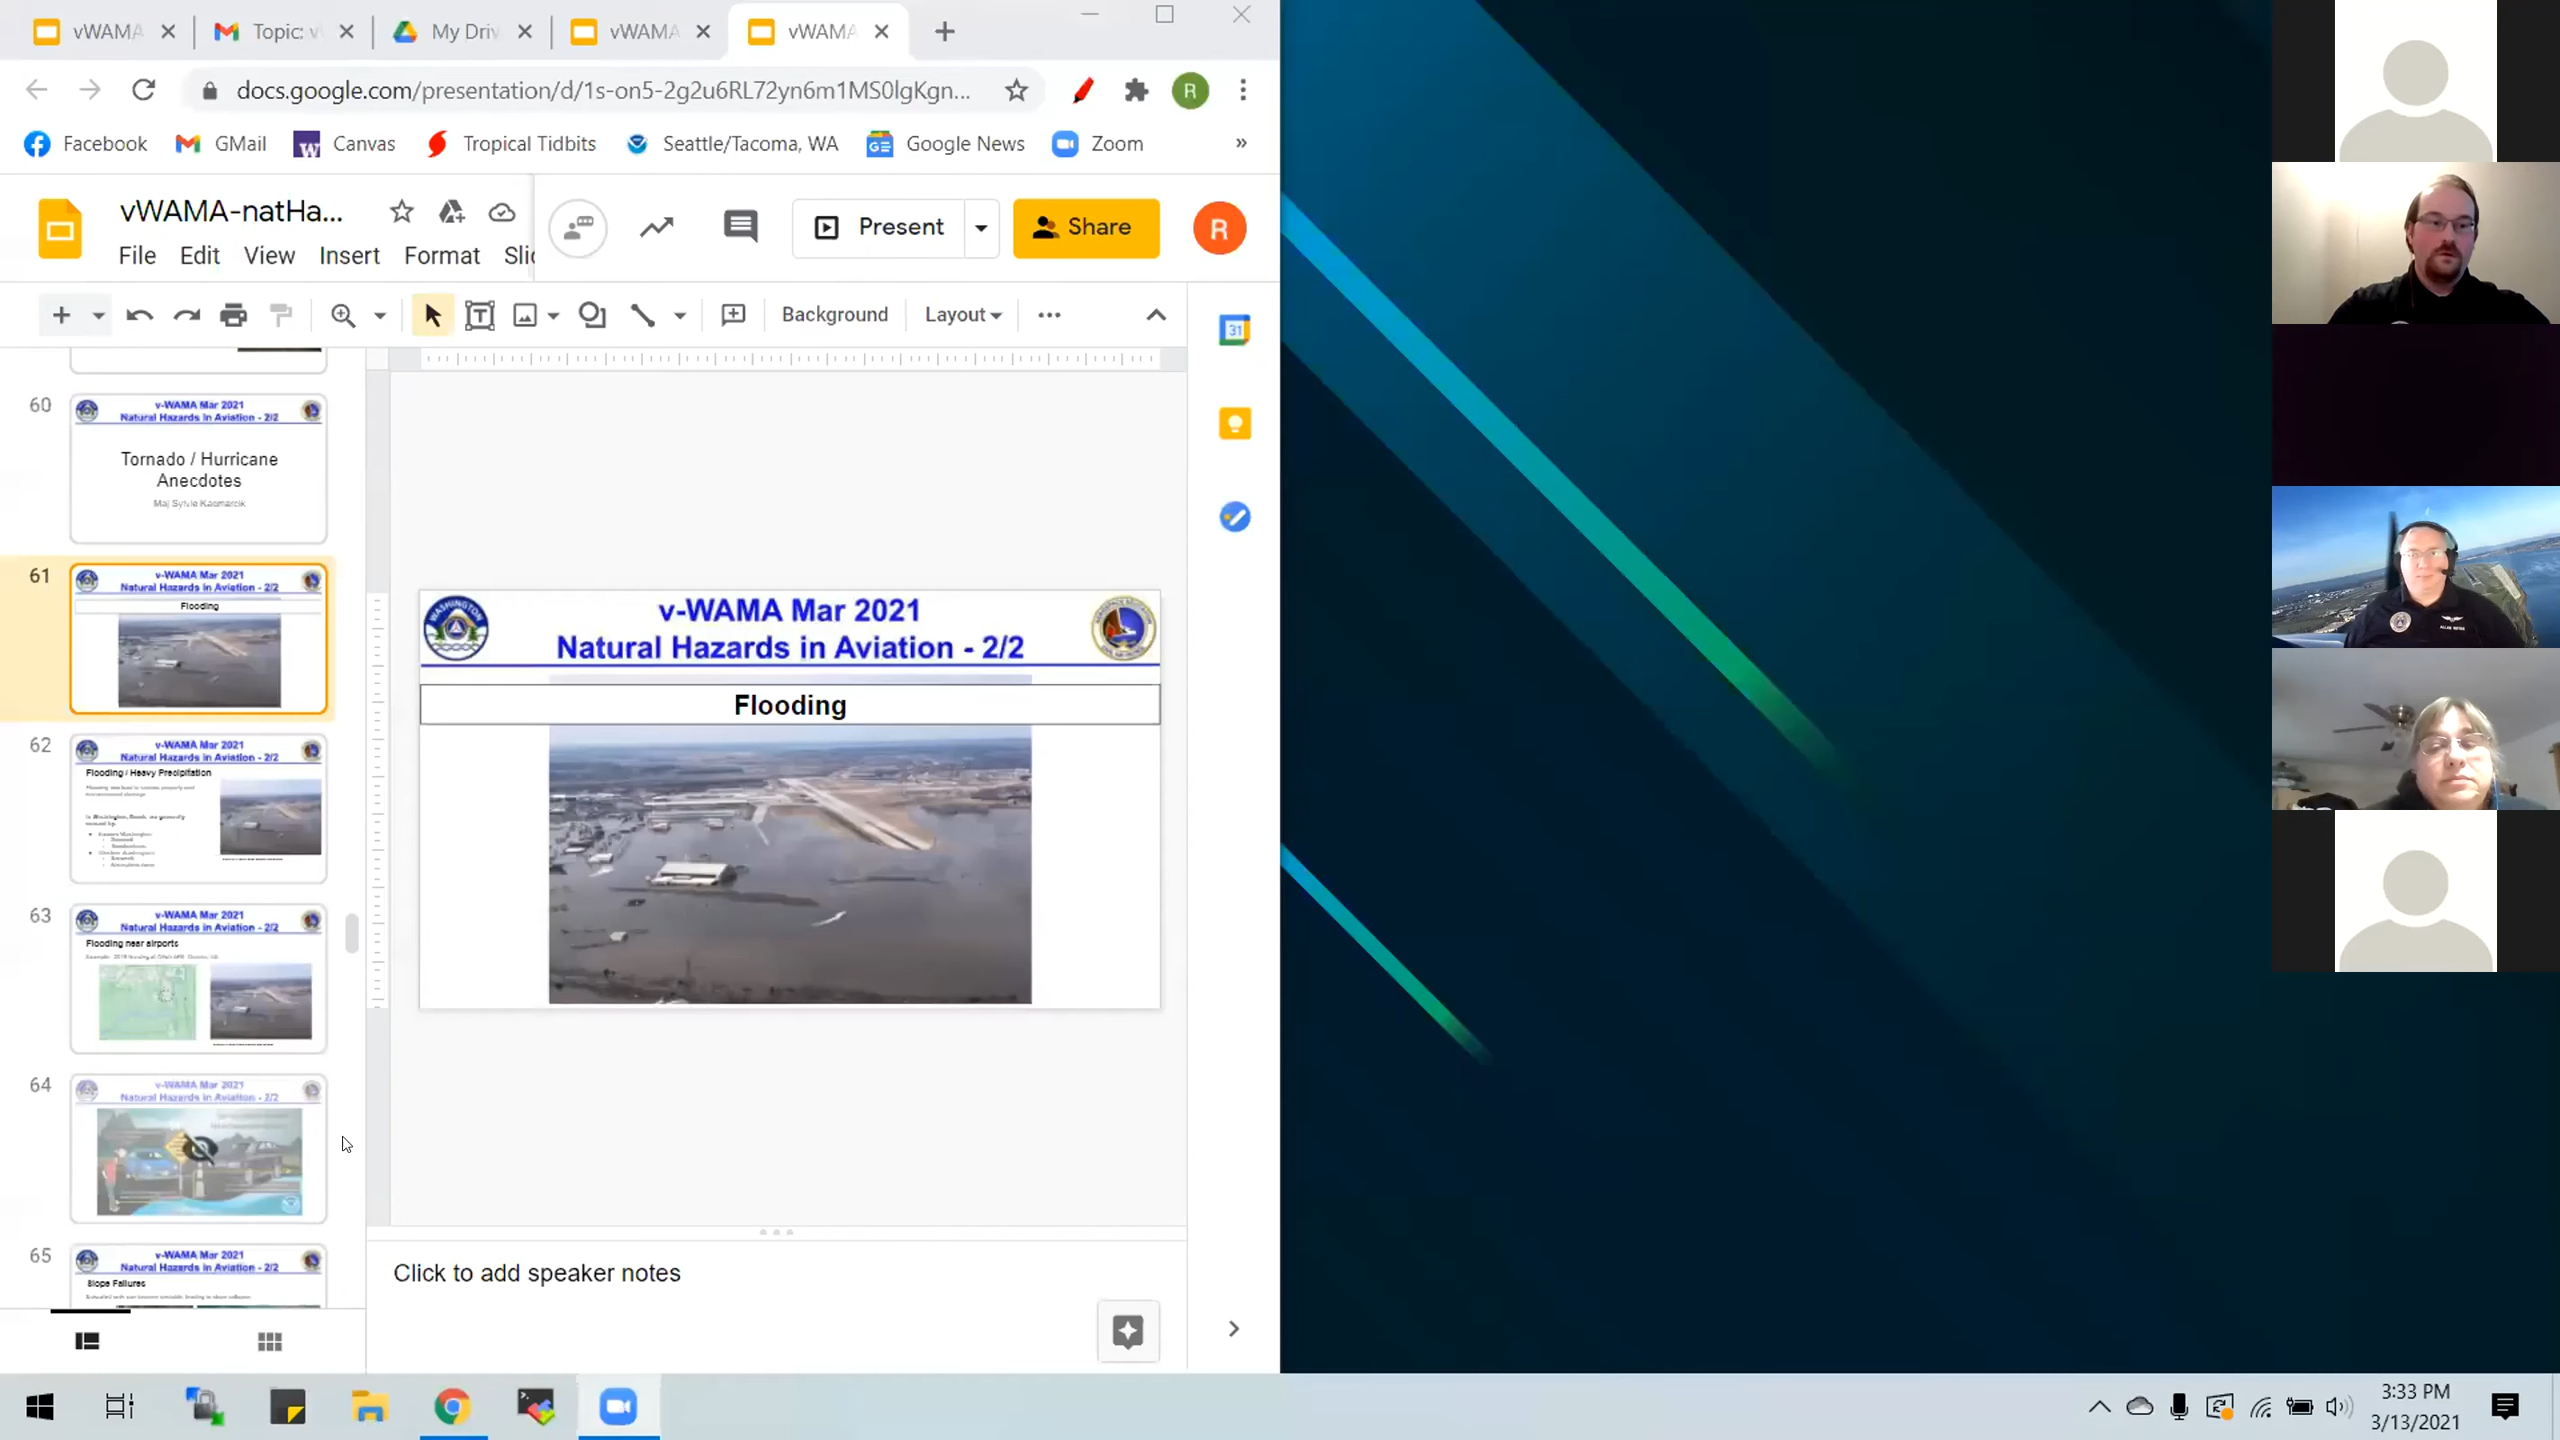 vWAMA
Topic: v
My Driv
vWAMA
vWAMA
docs.google.com/presentation/d/1s-on5-2g2u6RL72yn6m1MS0lgKgn...
R
Facebook
GMail
Canvas
Tropical Tidbits
Seattle/Tacoma, WA
Google News
Zoom
»
vWAMA-natHa...
Present
Share
R
File
Edit
View
Insert
Format
Slid
Background
Layout
31
60
v-WAMA Mar 2021
Natural Hazards in Aviation - 2/2
Tornado / Hurricane
Anecdotes
Maj Sylvie Kasmarcik
61
v-WAMA Mar 2021
Natural Hazards in Aviation - 2/2
Flooding
62
v-WAMA Mar 2021
Natural Hazards in Aviation - 2/2
Flooding / Heavy Precipitation
63
v-WAMA Mar 2021
Natural Hazards in Aviation - 2/2
Flooding near airports
64
v-WAMA Mar 2021
Natural Hazards in Aviation - 2/2
65
v-WAMA Mar 2021
Natural Hazards in Aviation - 2/2
Slope Failures
WASHINGTON
v-WAMA Mar 2021
Natural Hazards in Aviation - 2/2
Flooding
Click to add speaker notes
3:33 PM
3/13/2021